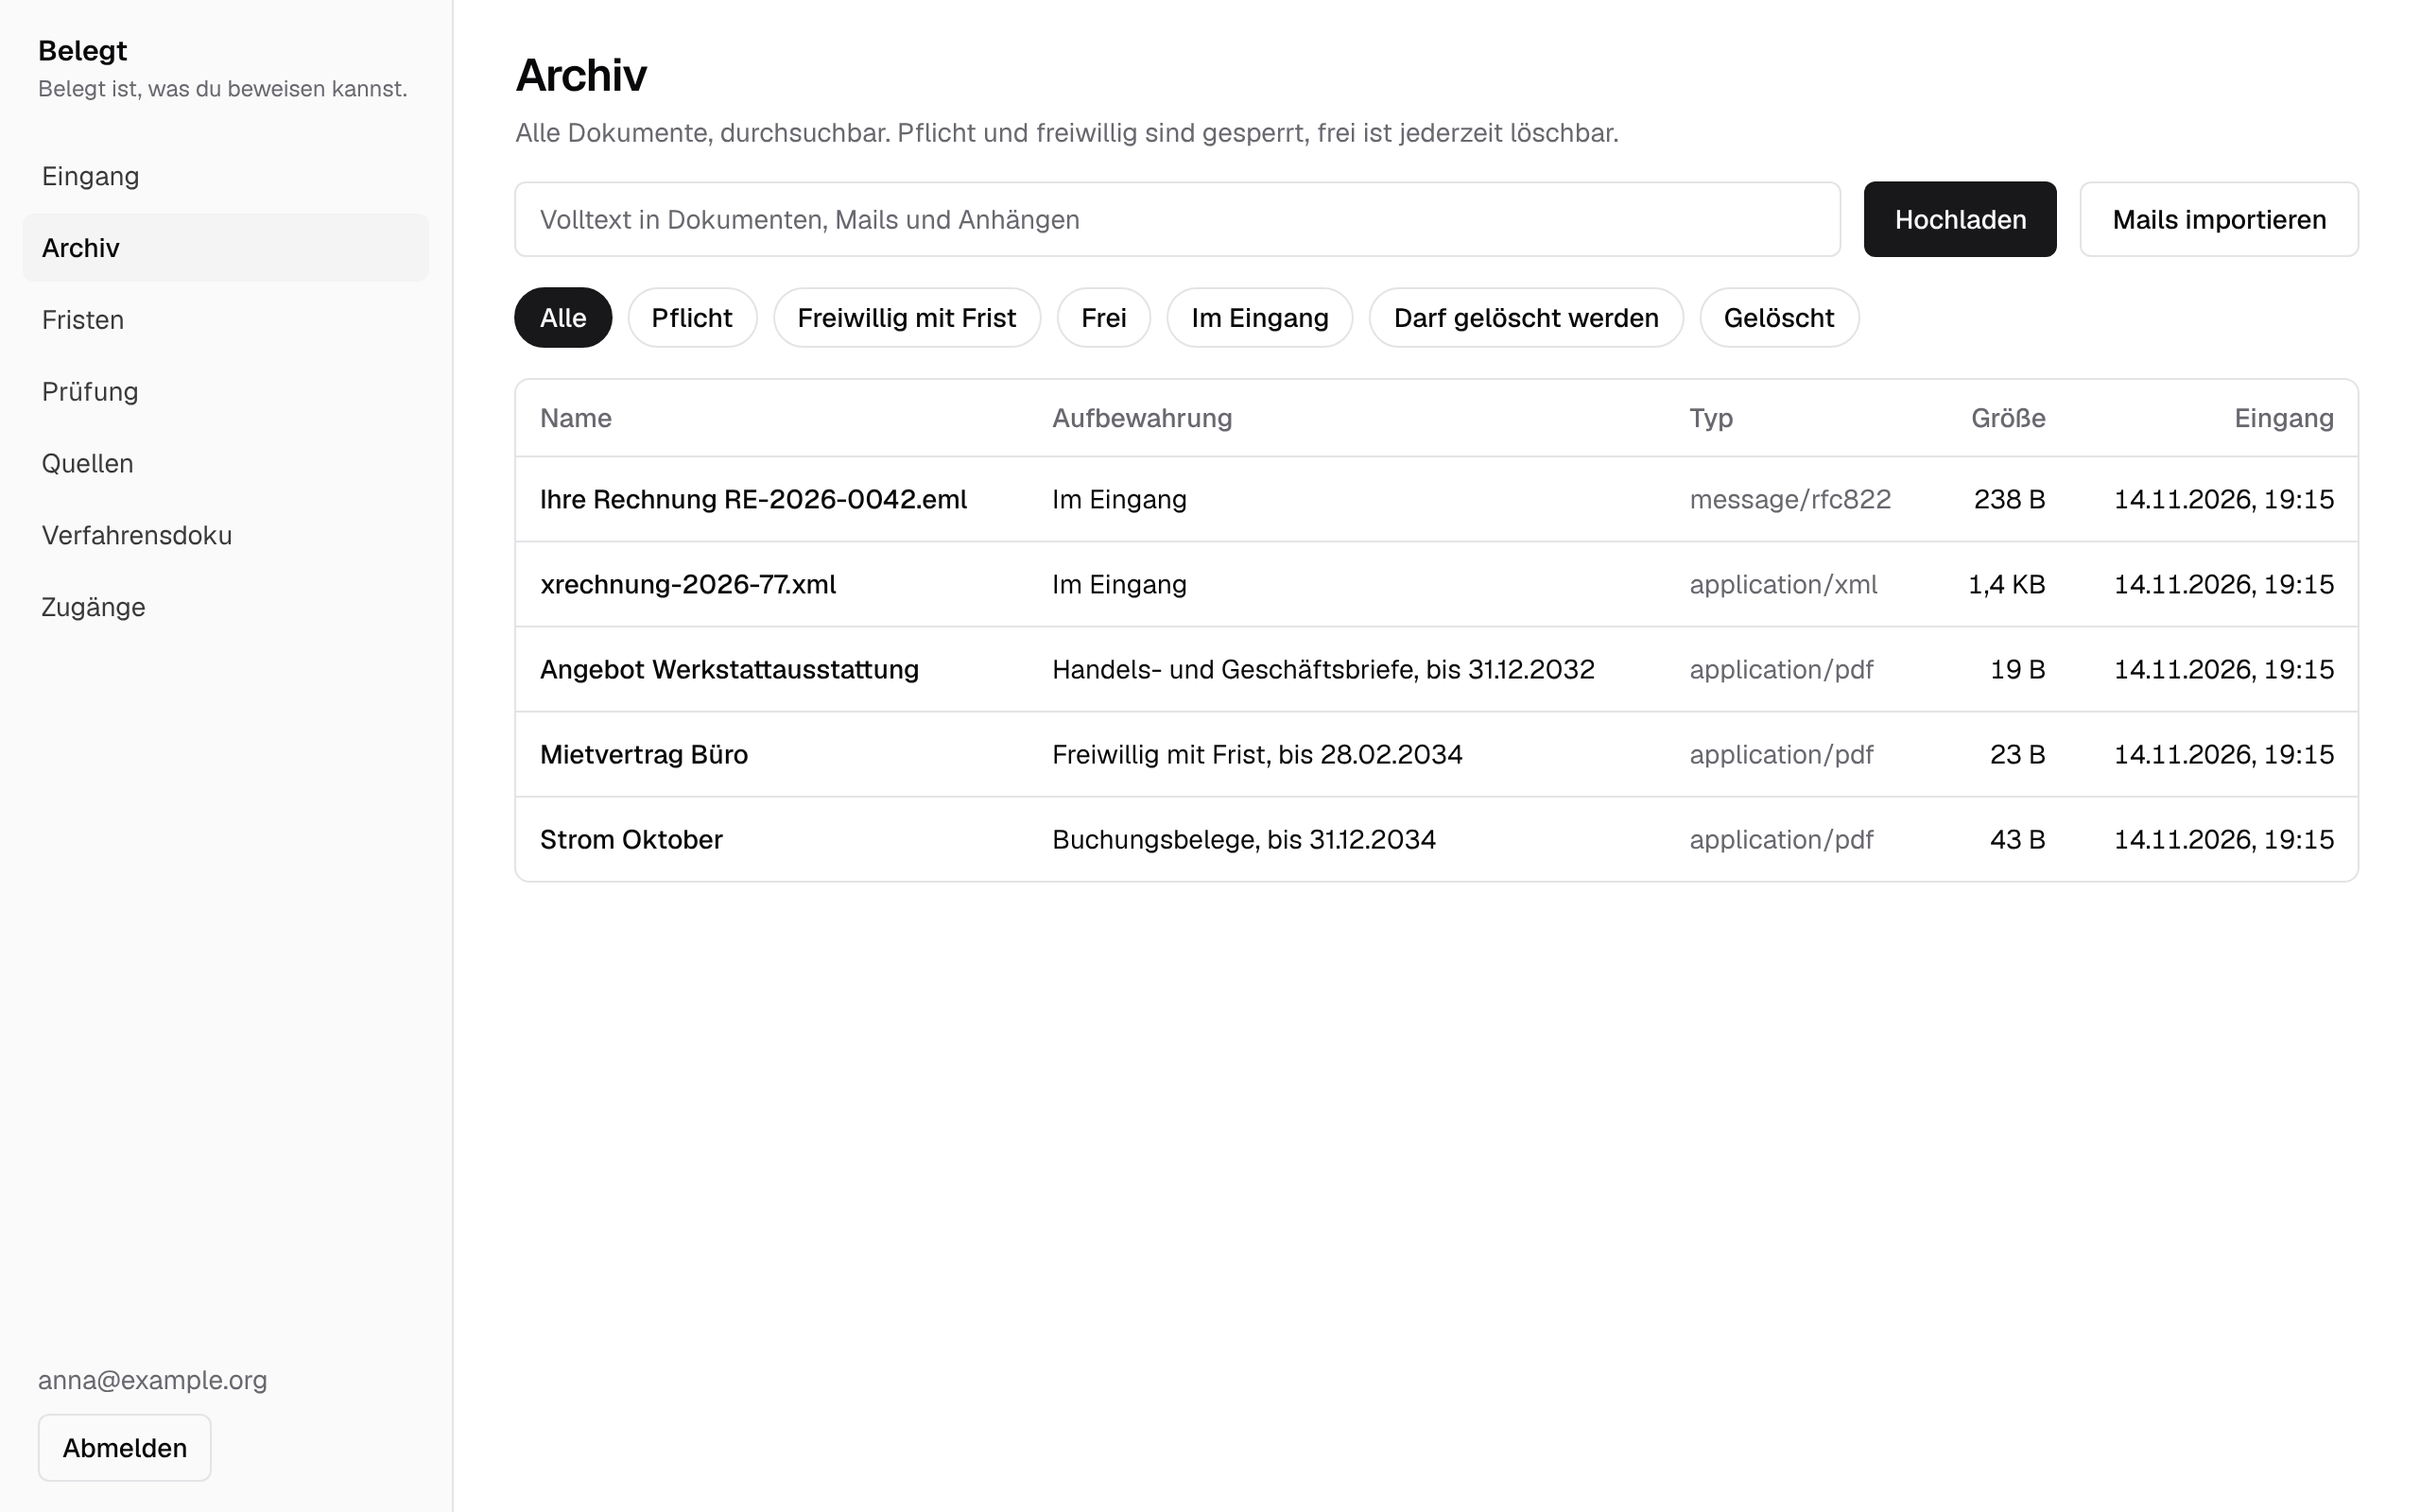 Belegt
Belegt ist, was du beweisen kannst.
Eingang
Archiv
Fristen
Prüfung
Quellen
Verfahrensdoku
Zugänge
anna@example.org
Abmelden
Archiv
Alle Dokumente, durchsuchbar. Pflicht und freiwillig sind gesperrt, frei ist jederzeit löschbar.
Volltext in Dokumenten, Mails und Anhängen Hochladen Mails importieren
Alle Pflicht Freiwillig mit Frist Frei Im Eingang Darf gelöscht werden Gelöscht
Name Aufbewahrung Typ Größe Eingang
Ihre Rechnung RE-2026-0042.eml Im Eingang message/rfc822 238 B 14.11.2026, 19:15
xrechnung-2026-77.xml Im Eingang application/xml 1,4 KB 14.11.2026, 19:15
Angebot Werkstattausstattung Handels- und Geschäftsbriefe, bis 31.12.2032 application/pdf 19 B 14.11.2026, 19:15
Mietvertrag Büro Freiwillig mit Frist, bis 28.02.2034 application/pdf 23 B 14.11.2026, 19:15
Strom Oktober Buchungsbelege, bis 31.12.2034 application/pdf 43 B 14.11.2026, 19:15